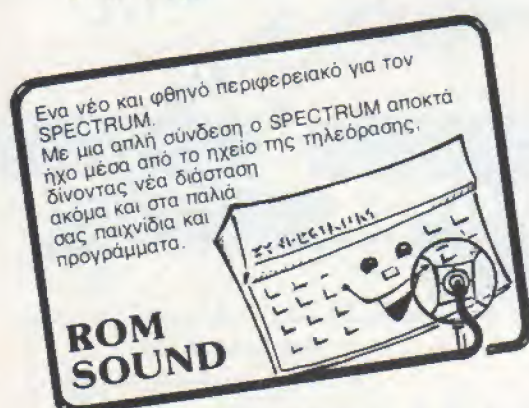 Ενα νέο και φθηνό περιφερειακό για τον
SPECTRUM.
Με μια απλή σύνδεση ο SPECTRUM αποκτά
ήχο μέσα από το ηχείο της τηλεόρασης,
δίνοντας νέα διάσταση
ακόμα και στα παλιά
σας παιχνίδια και
προγράμματα.
ROM
SOUND